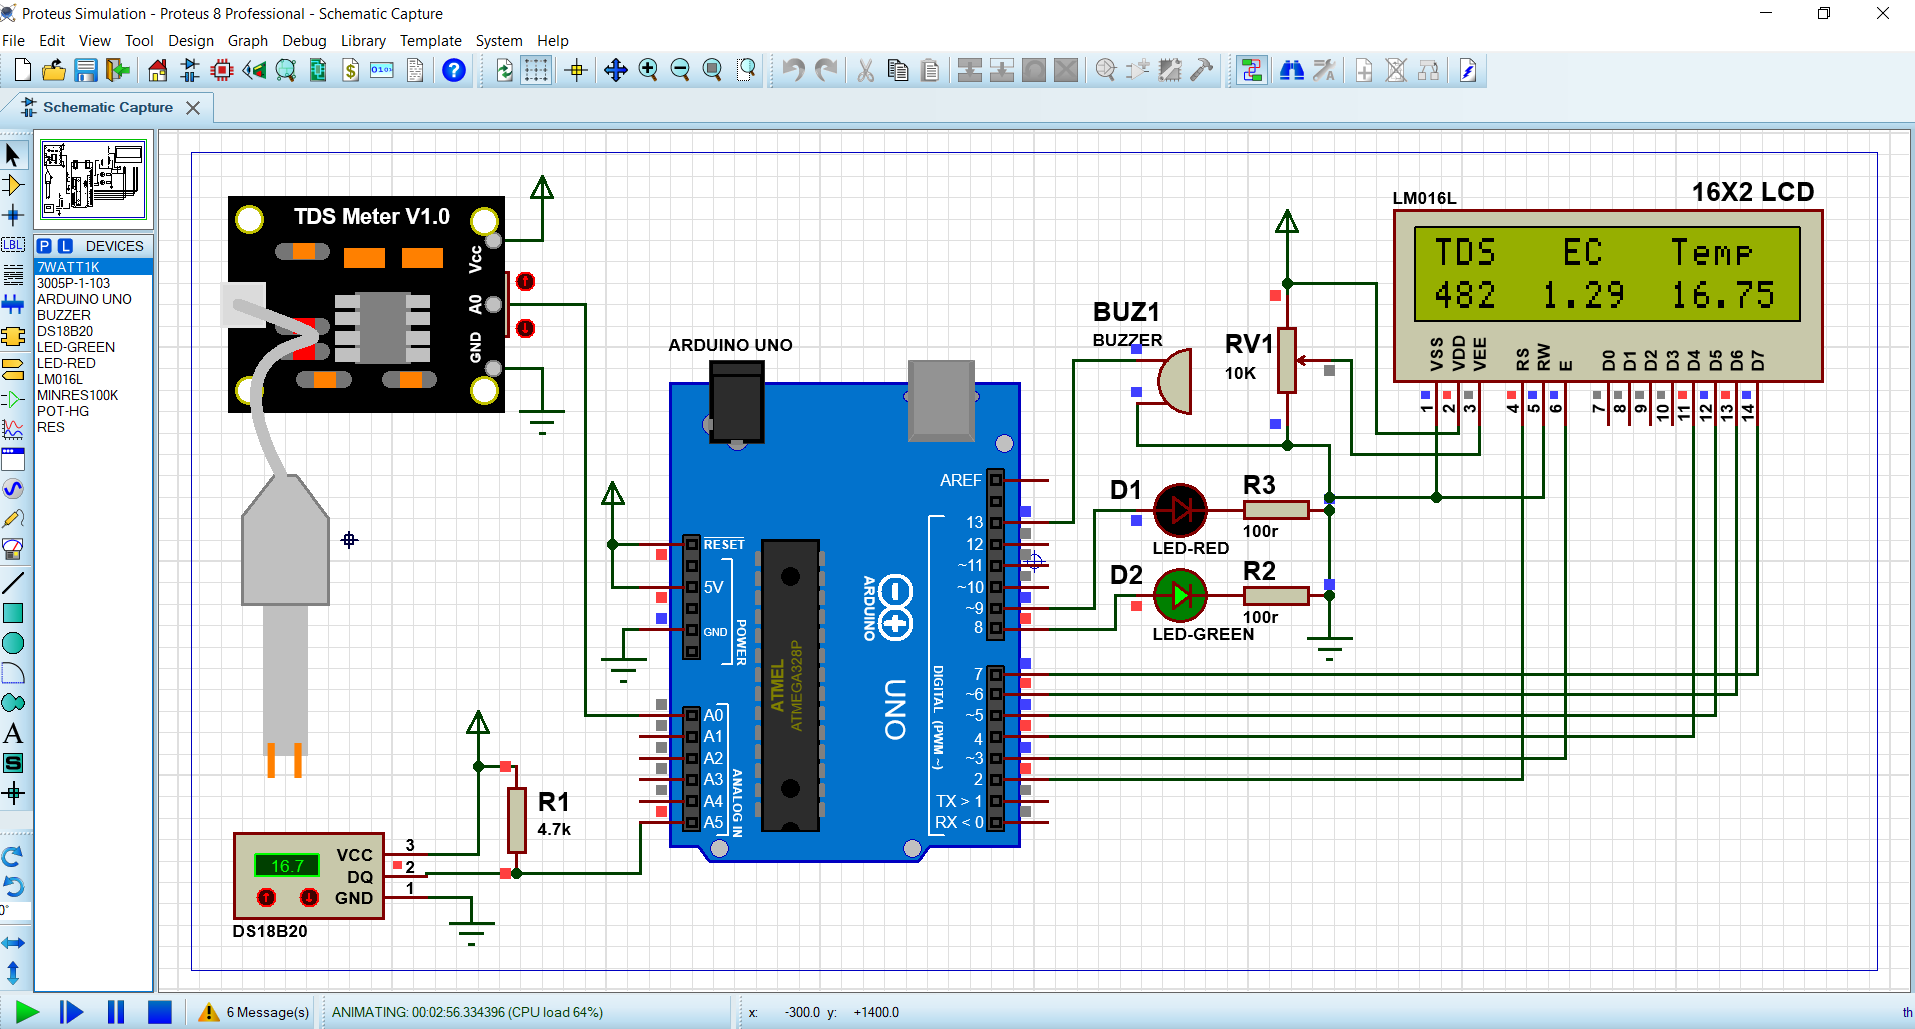 Proteus Simulation - Proteus 8 Professional - Schematic Capture
File Edit View Tool Design Graph Debug Library Template System Help
Schematic Capture
P L DEVICES
7WATT1K
3005P-1-103
ARDUINO UNO
BUZZER
DS18B20
LED-GREEN
LED-RED
LM016L
MINRES100K
POT-HG
RES
LBL
A
S
0°
TDS Meter V1.0
Vcc
A0
GND
VCC 3
DQ 2
GND 1
16.7
DS18B20
R1
4.7k
ARDUINO UNO
RESET
5V
GND
POWER
A0
A1
A2
A3
A4
A5
ANALOG IN
ATMEL
ATMEGA328P
ARDUINO
UNO
AREF
13
12
~11
~10
~9
8
7
~6
~5
4
~3
2
TX > 1
RX < 0
DIGITAL (PWM ~)
BUZ1
BUZZER
RV1
10K
D1
LED-RED
R3
100r
D2
LED-GREEN
R2
100r
LM016L
16X2 LCD
TDS EC Temp
482 1.29 16.75
VSS VDD VEE RS RW E D0 D1 D2 D3 D4 D5 D6 D7
1 2 3 4 5 6 7 8 9 10 11 12 13 14
6 Message(s)
ANIMATING: 00:02:56.334396 (CPU load 64%)
x: -300.0 y: +1400.0
th